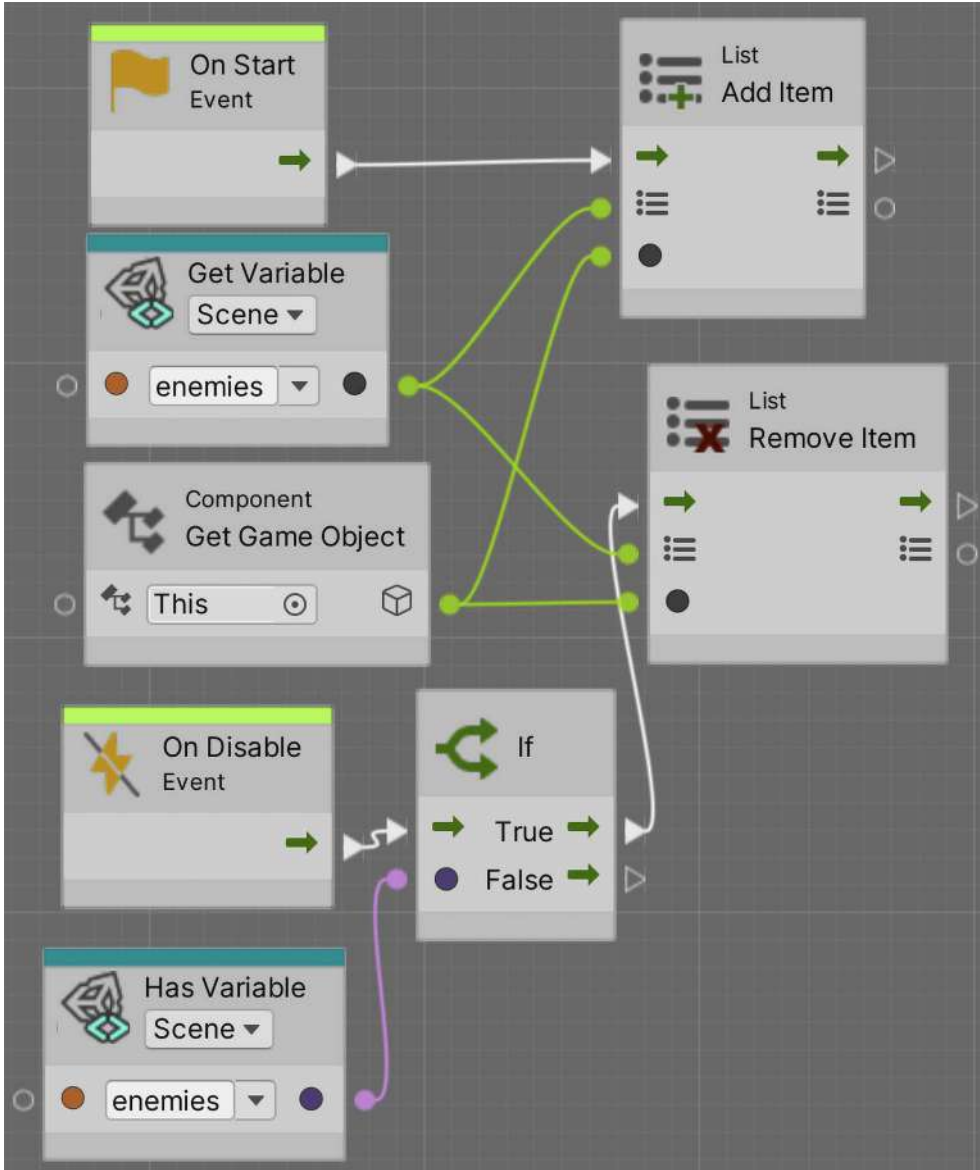 On Start
Event
List
Add Item
Get Variable
Scene
enemies
List
Remove Item
Component
Get Game Object
This
On Disable
Event
If
True
False
Has Variable
Scene
enemies